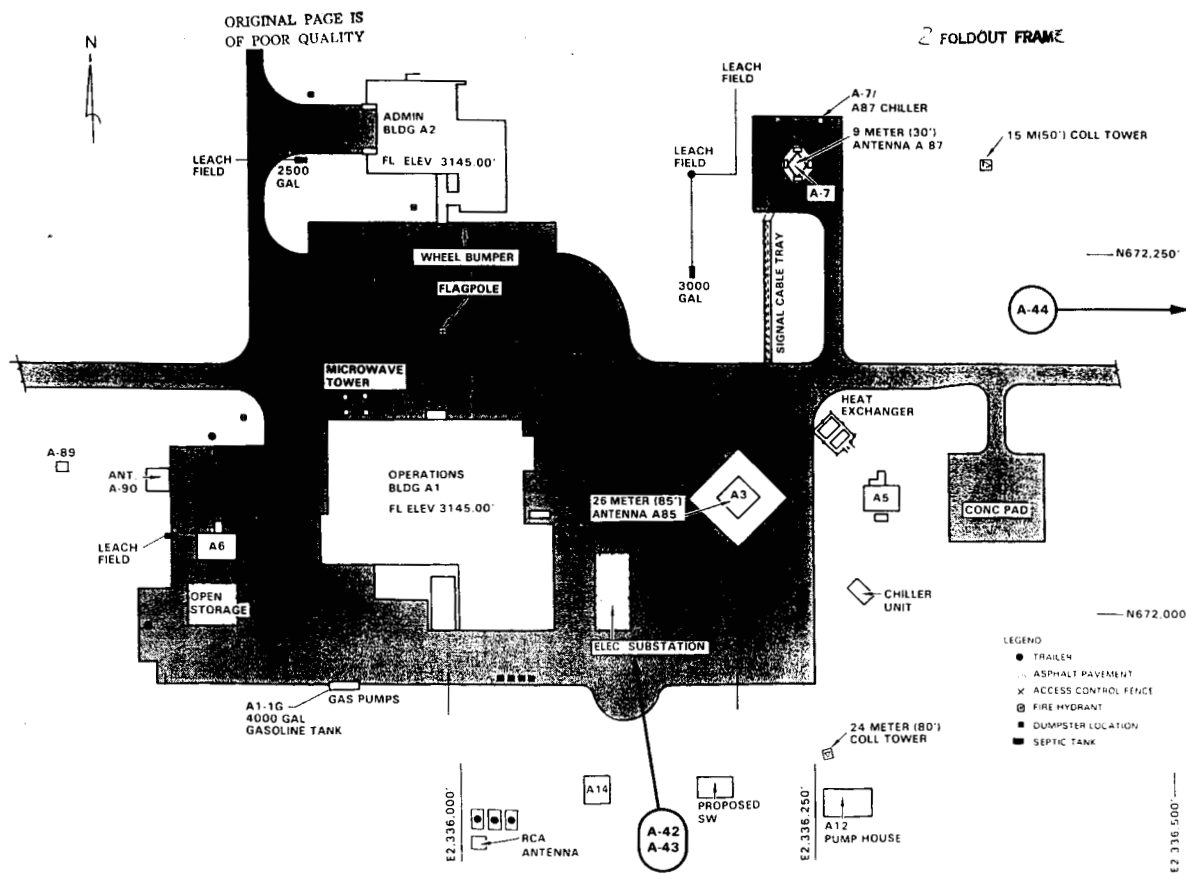 ORIGINAL PAGE IS
OF POOR QUALITY
2 FOLDOUT FRAME
N
LEACH
FIELD
ADMIN
BLDG A2
FL ELEV 3145.00'
LEACH
FIELD
2500
GAL
LEACH
FIELD
3000
GAL
A-7/
A87 CHILLER
9 METER (30')
ANTENNA A 87
A-7
15 M(50') COLL TOWER
WHEEL BUMPER
FLAGPOLE
SIGNAL CABLE TRAY
N672,250'
A-44
MICROWAVE
TOWER
HEAT
EXCHANGER
A-89
ANT.
A-90
OPERATIONS
BLDG A1
FL ELEV 3145.00'
26 METER (85')
ANTENNA A85
A3
A5
CONC PAD
LEACH
FIELD
A6
OPEN
STORAGE
CHILLER
UNIT
N672,000
ELEC SUBSTATION
LEGEND
TRAILER
ASPHALT PAVEMENT
ACCESS CONTROL FENCE
FIRE HYDRANT
DUMPSTER LOCATION
SEPTIC TANK
A1-1G
4000 GAL
GASOLINE TANK
GAS PUMPS
24 METER (80')
COLL TOWER
E2,336,000'
A14
PROPOSED
SW
E2,336,250'
A12
PUMP HOUSE
E2 336,500'
RCA
ANTENNA
A-42
A-43